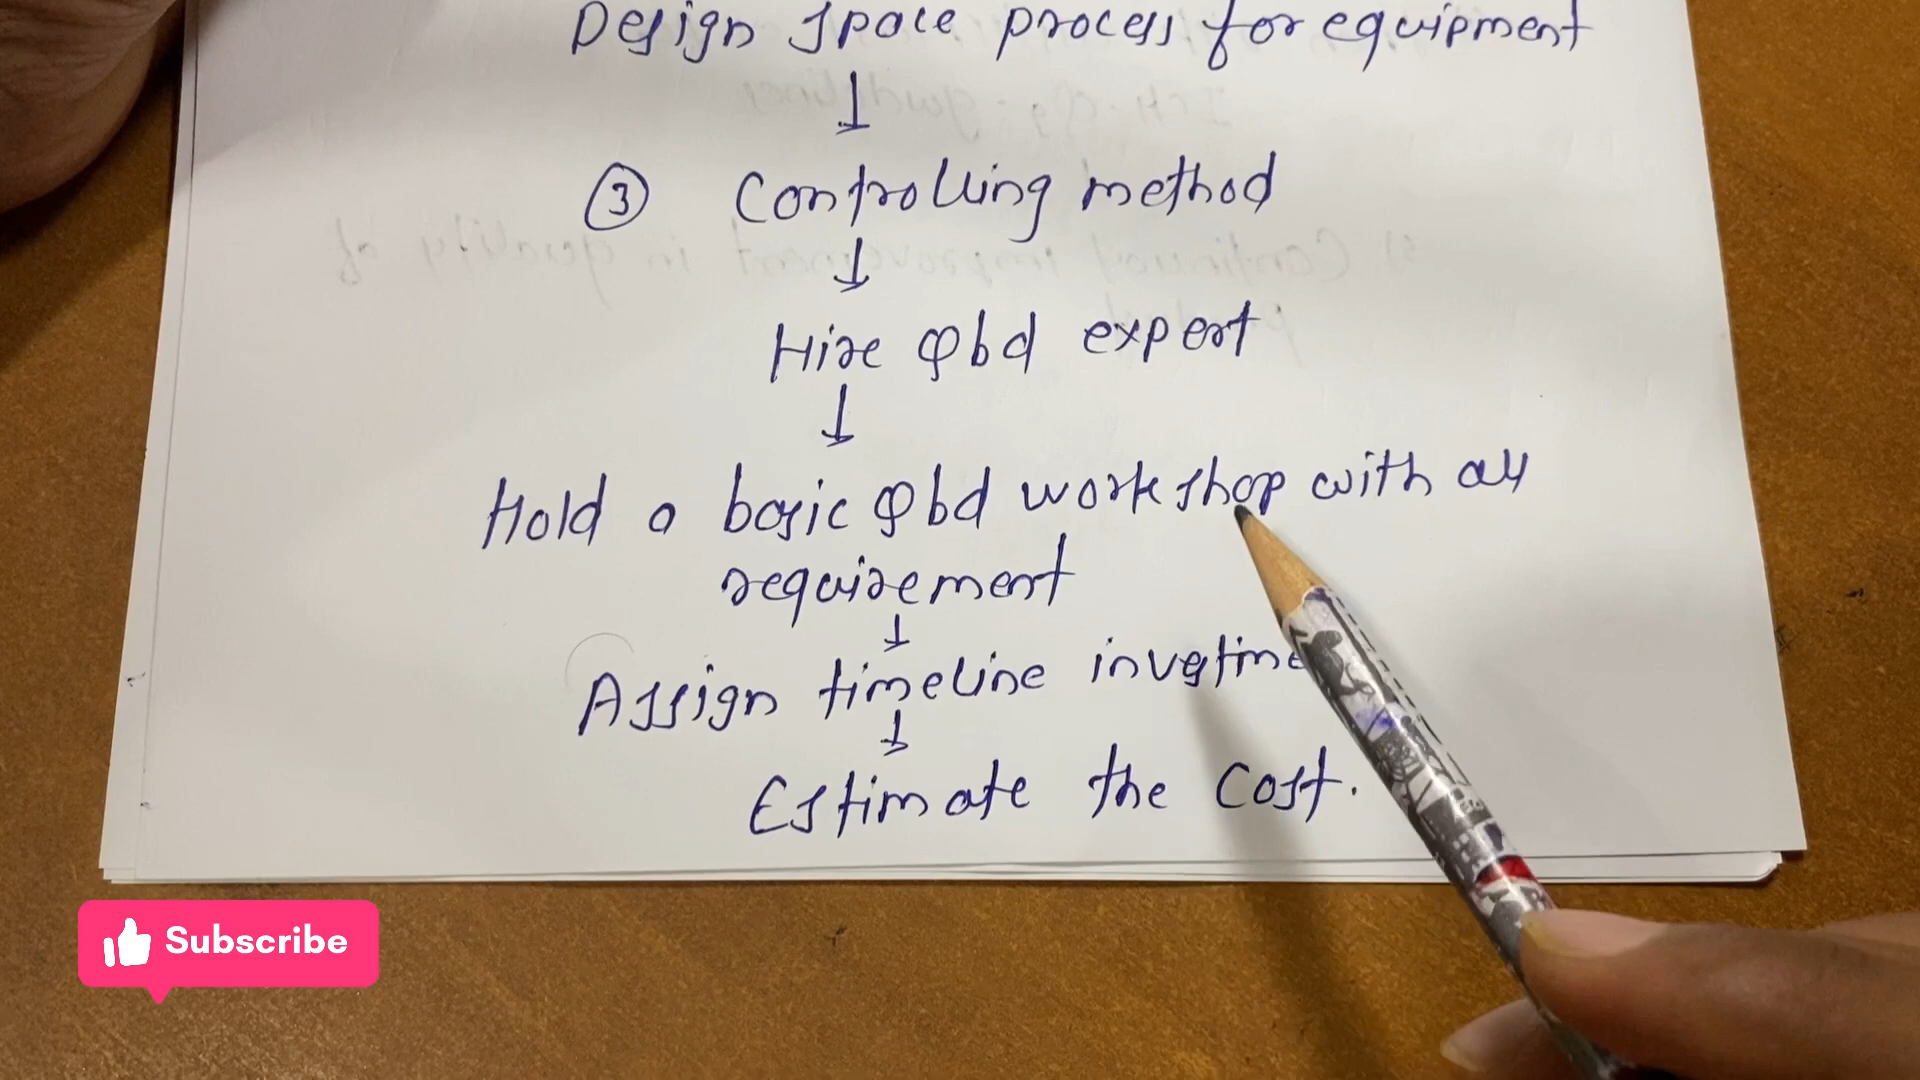 Design space process for equipment
↓
③ Controlling method
↓
Hire Qbd expert
↓
Hold a basic Qbd workshop with all
requirement
↓
Assign timeline
↓
Estimate the cost.
Subscribe